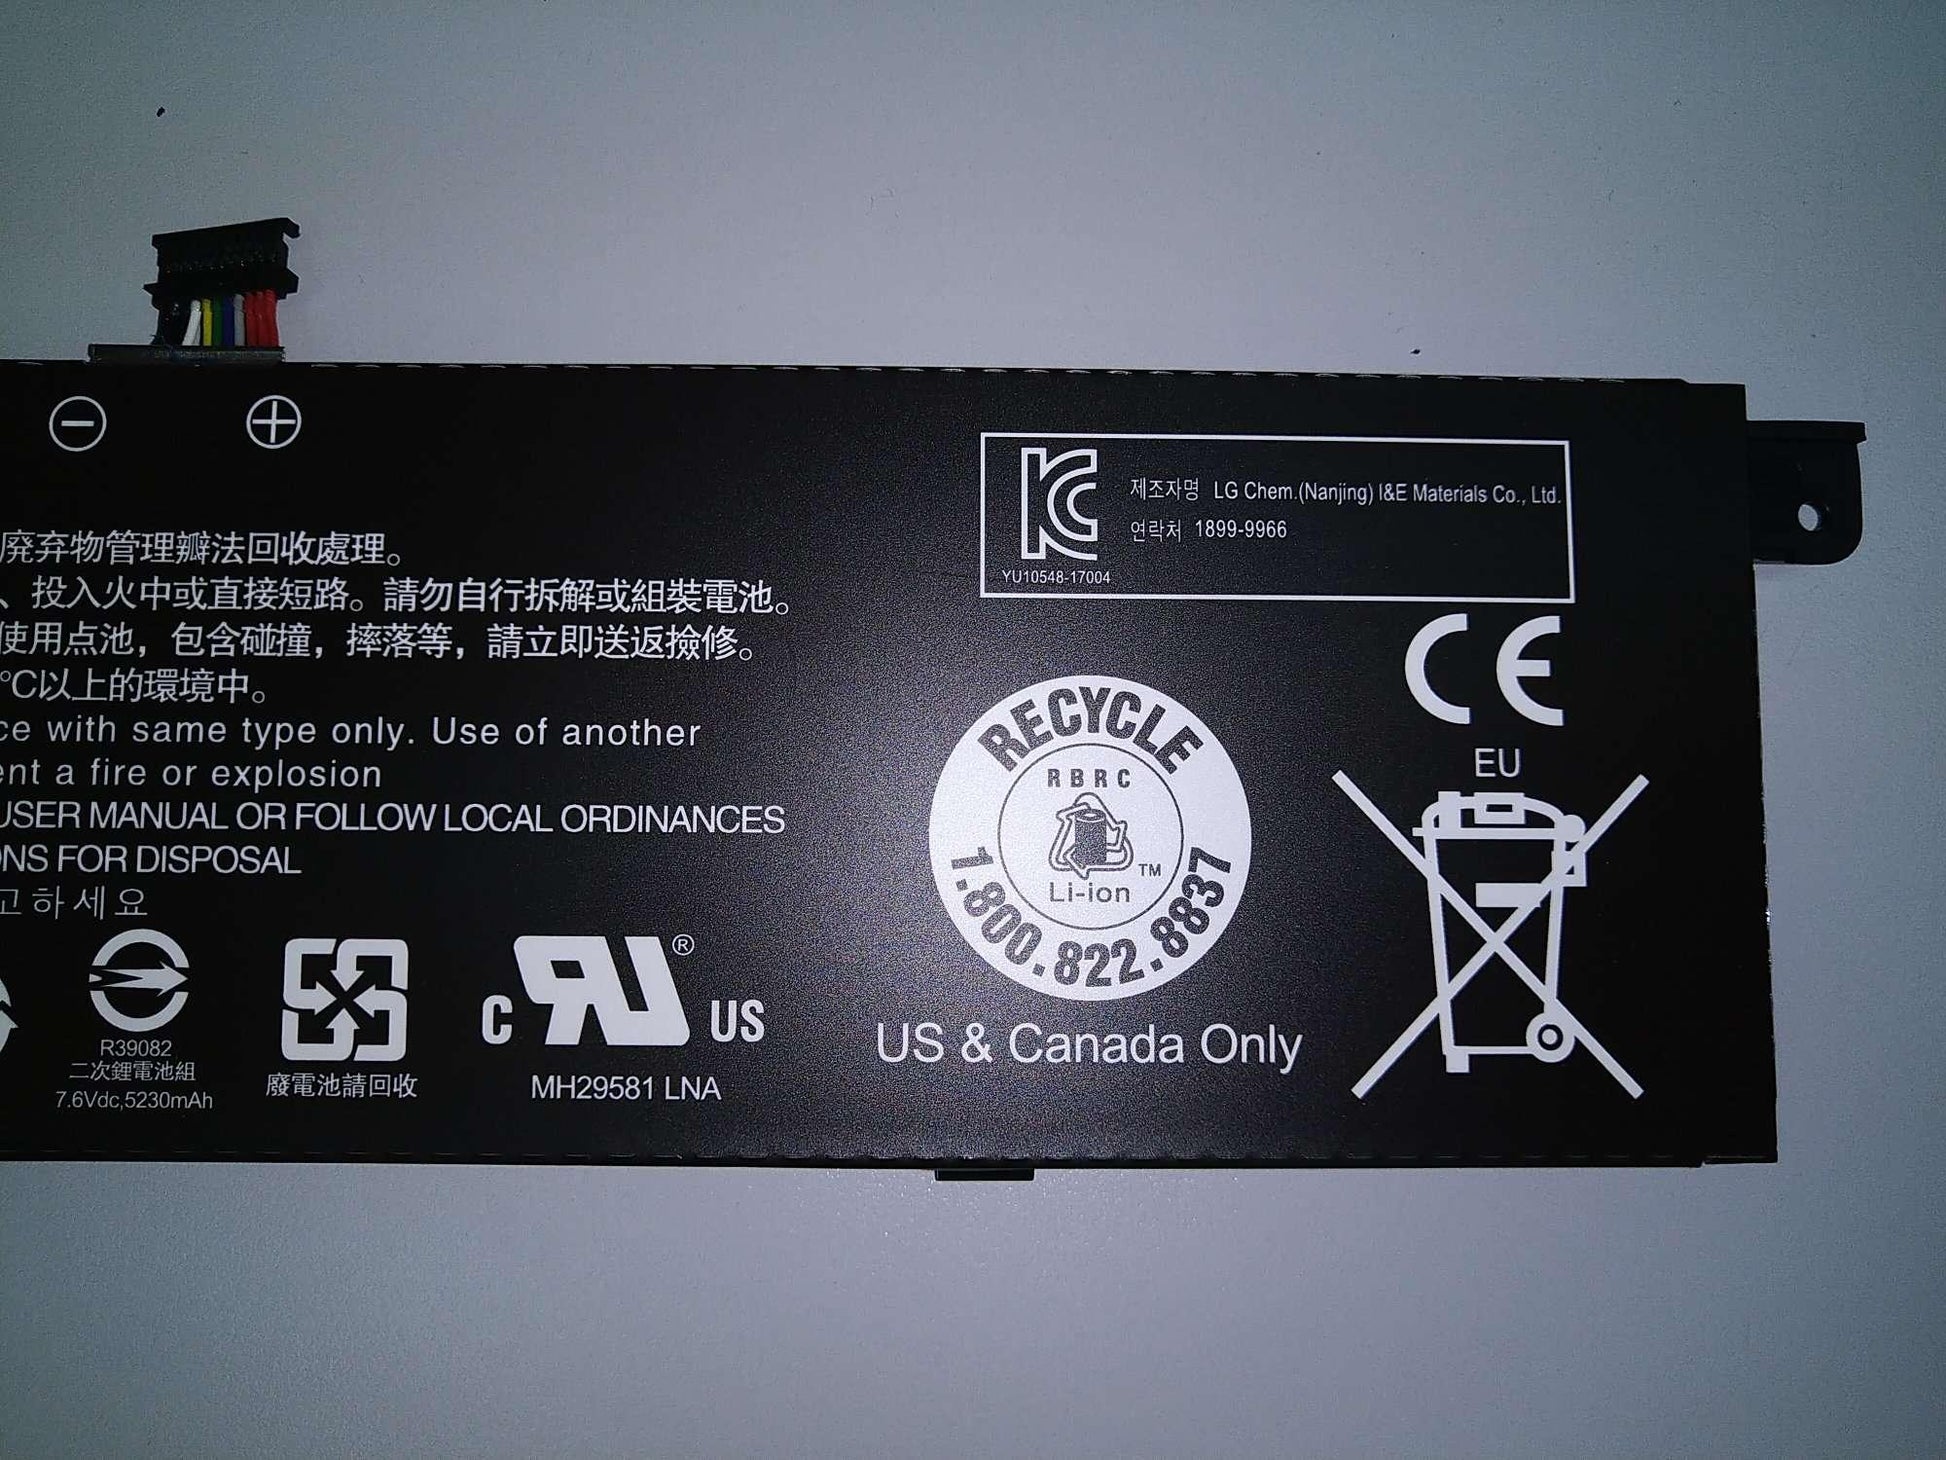 廢弃物管理瓣法回收處理。
、投入火中或直接短路。請勿自行拆解或組裝電池。
使用点池，包含碰撞，摔落等，請立即送返撿修。
°C以上的環境中。
ce with same type only. Use of another
ent a fire or explosion
USER MANUAL OR FOLLOW LOCAL ORDINANCES
ONS FOR DISPOSAL
고하세요
R39082
二次鋰電池組
7.6Vdc,5230mAh
廢電池請回收
C RU ® US
MH29581 LNA
KC
제조자명 LG Chem.(Nanjing) I&E Materials Co., Ltd.
연락처 1899-9966
YU10548-17004
CE
EU
RECYCLE
RBRC
Li-ion ™
1.800.822.8837
US & Canada Only